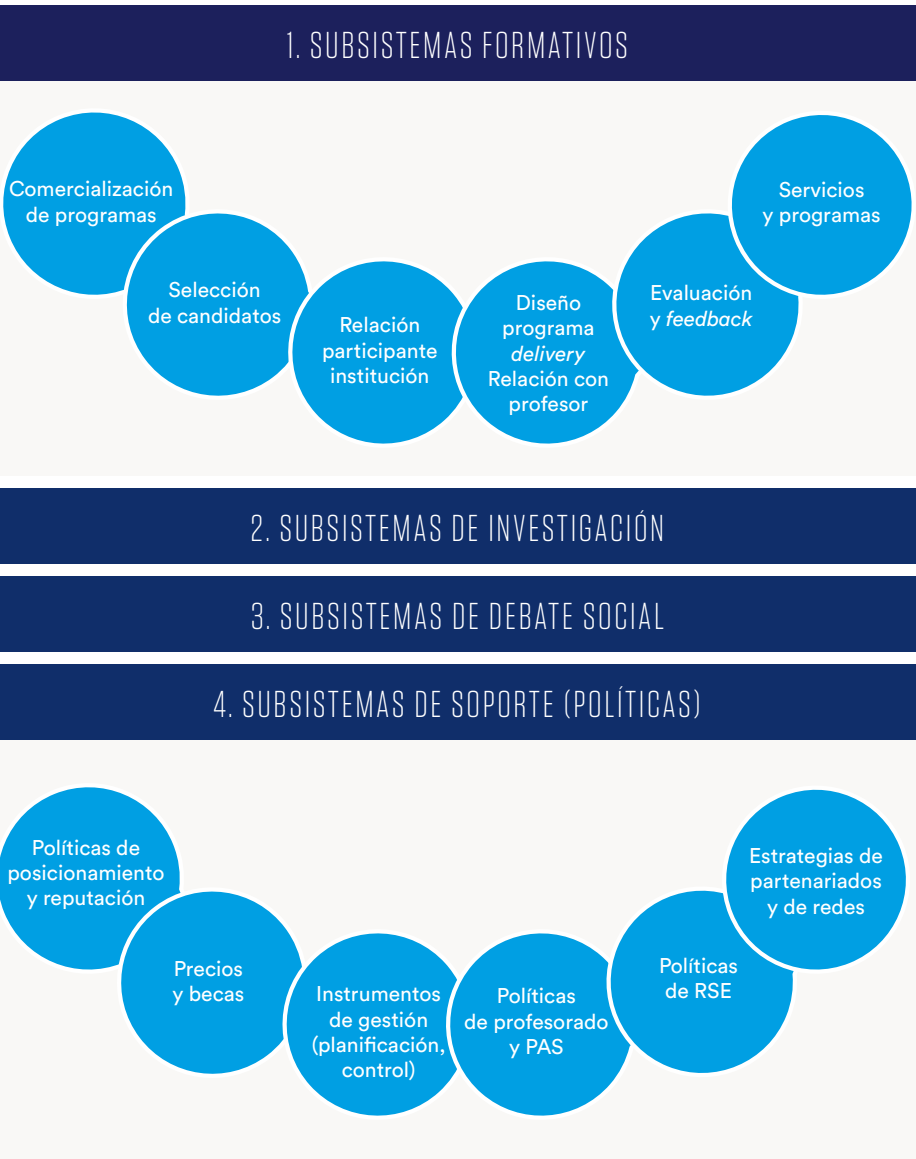 1. SUBSISTEMAS FORMATIVOS
Comercialización
de programas
Selección
de candidatos
Relación
participante
institución
Diseño
programa
delivery
Relación con
profesor
Evaluación
y feedback
Servicios
y programas
2. SUBSISTEMAS DE INVESTIGACIÓN
3. SUBSISTEMAS DE DEBATE SOCIAL
4. SUBSISTEMAS DE SOPORTE (POLÍTICAS)
Políticas de
posicionamiento
y reputación
Precios
y becas
Instrumentos
de gestión
(planificación,
control)
Políticas
de profesorado
y PAS
Políticas
de RSE
Estrategias de
partenariados
y de redes